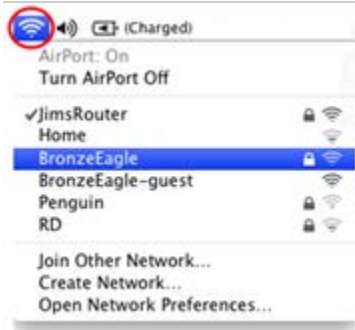 (Charged)
AirPort: On
Turn AirPort Off
✓JimsRouter
Home
BronzeEagle
BronzeEagle-guest
Penguin
RD
Join Other Network...
Create Network...
Open Network Preferences...